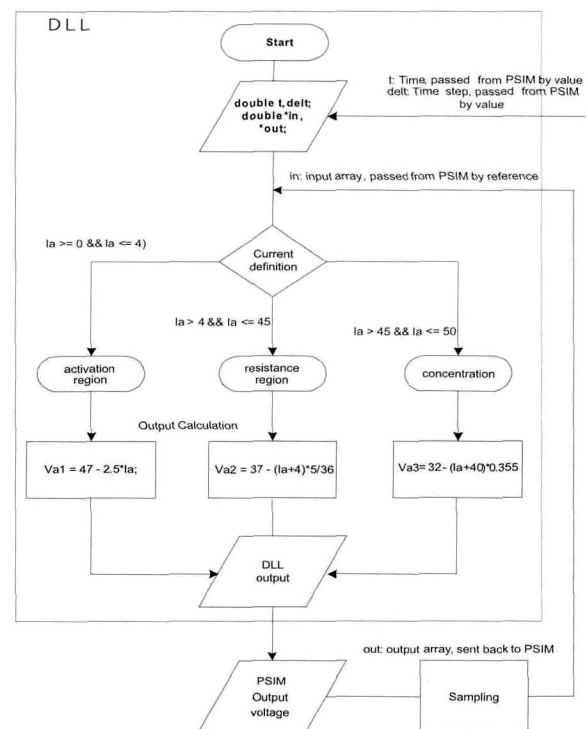 DLL
Start
t: Time, passed from PSIM by value
delt: Time step, passed from PSIM
by value
double t,delt;
double *in,
*out;
in: input array, passed from PSIM by reference
Ia >= 0 && Ia <= 4)
Current
definition
Ia > 4 && Ia <= 45
Ia > 45 && Ia <= 50
activation
region
resistance
region
concentration
Output Calculation
Va1 = 47 - 2.5*Ia;
Va2 = 37 - (Ia+4)*5/36
Va3= 32- (Ia+40)*0.355
DLL
output
out: output array, sent back to PSIM
PSIM
Output
voltage
Sampling